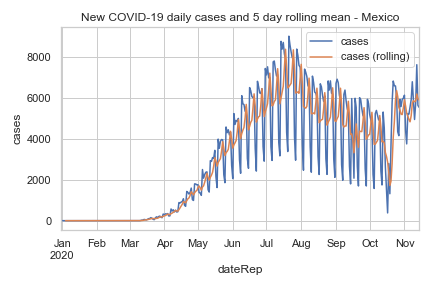 New COVID-19 daily cases and 5 day rolling mean - Mexico
cases
cases (rolling)
8000
6000
4000
2000
0
cases
Jan Feb Mar Apr May Jun Jul Aug Sep Oct Nov
2020
dateRep